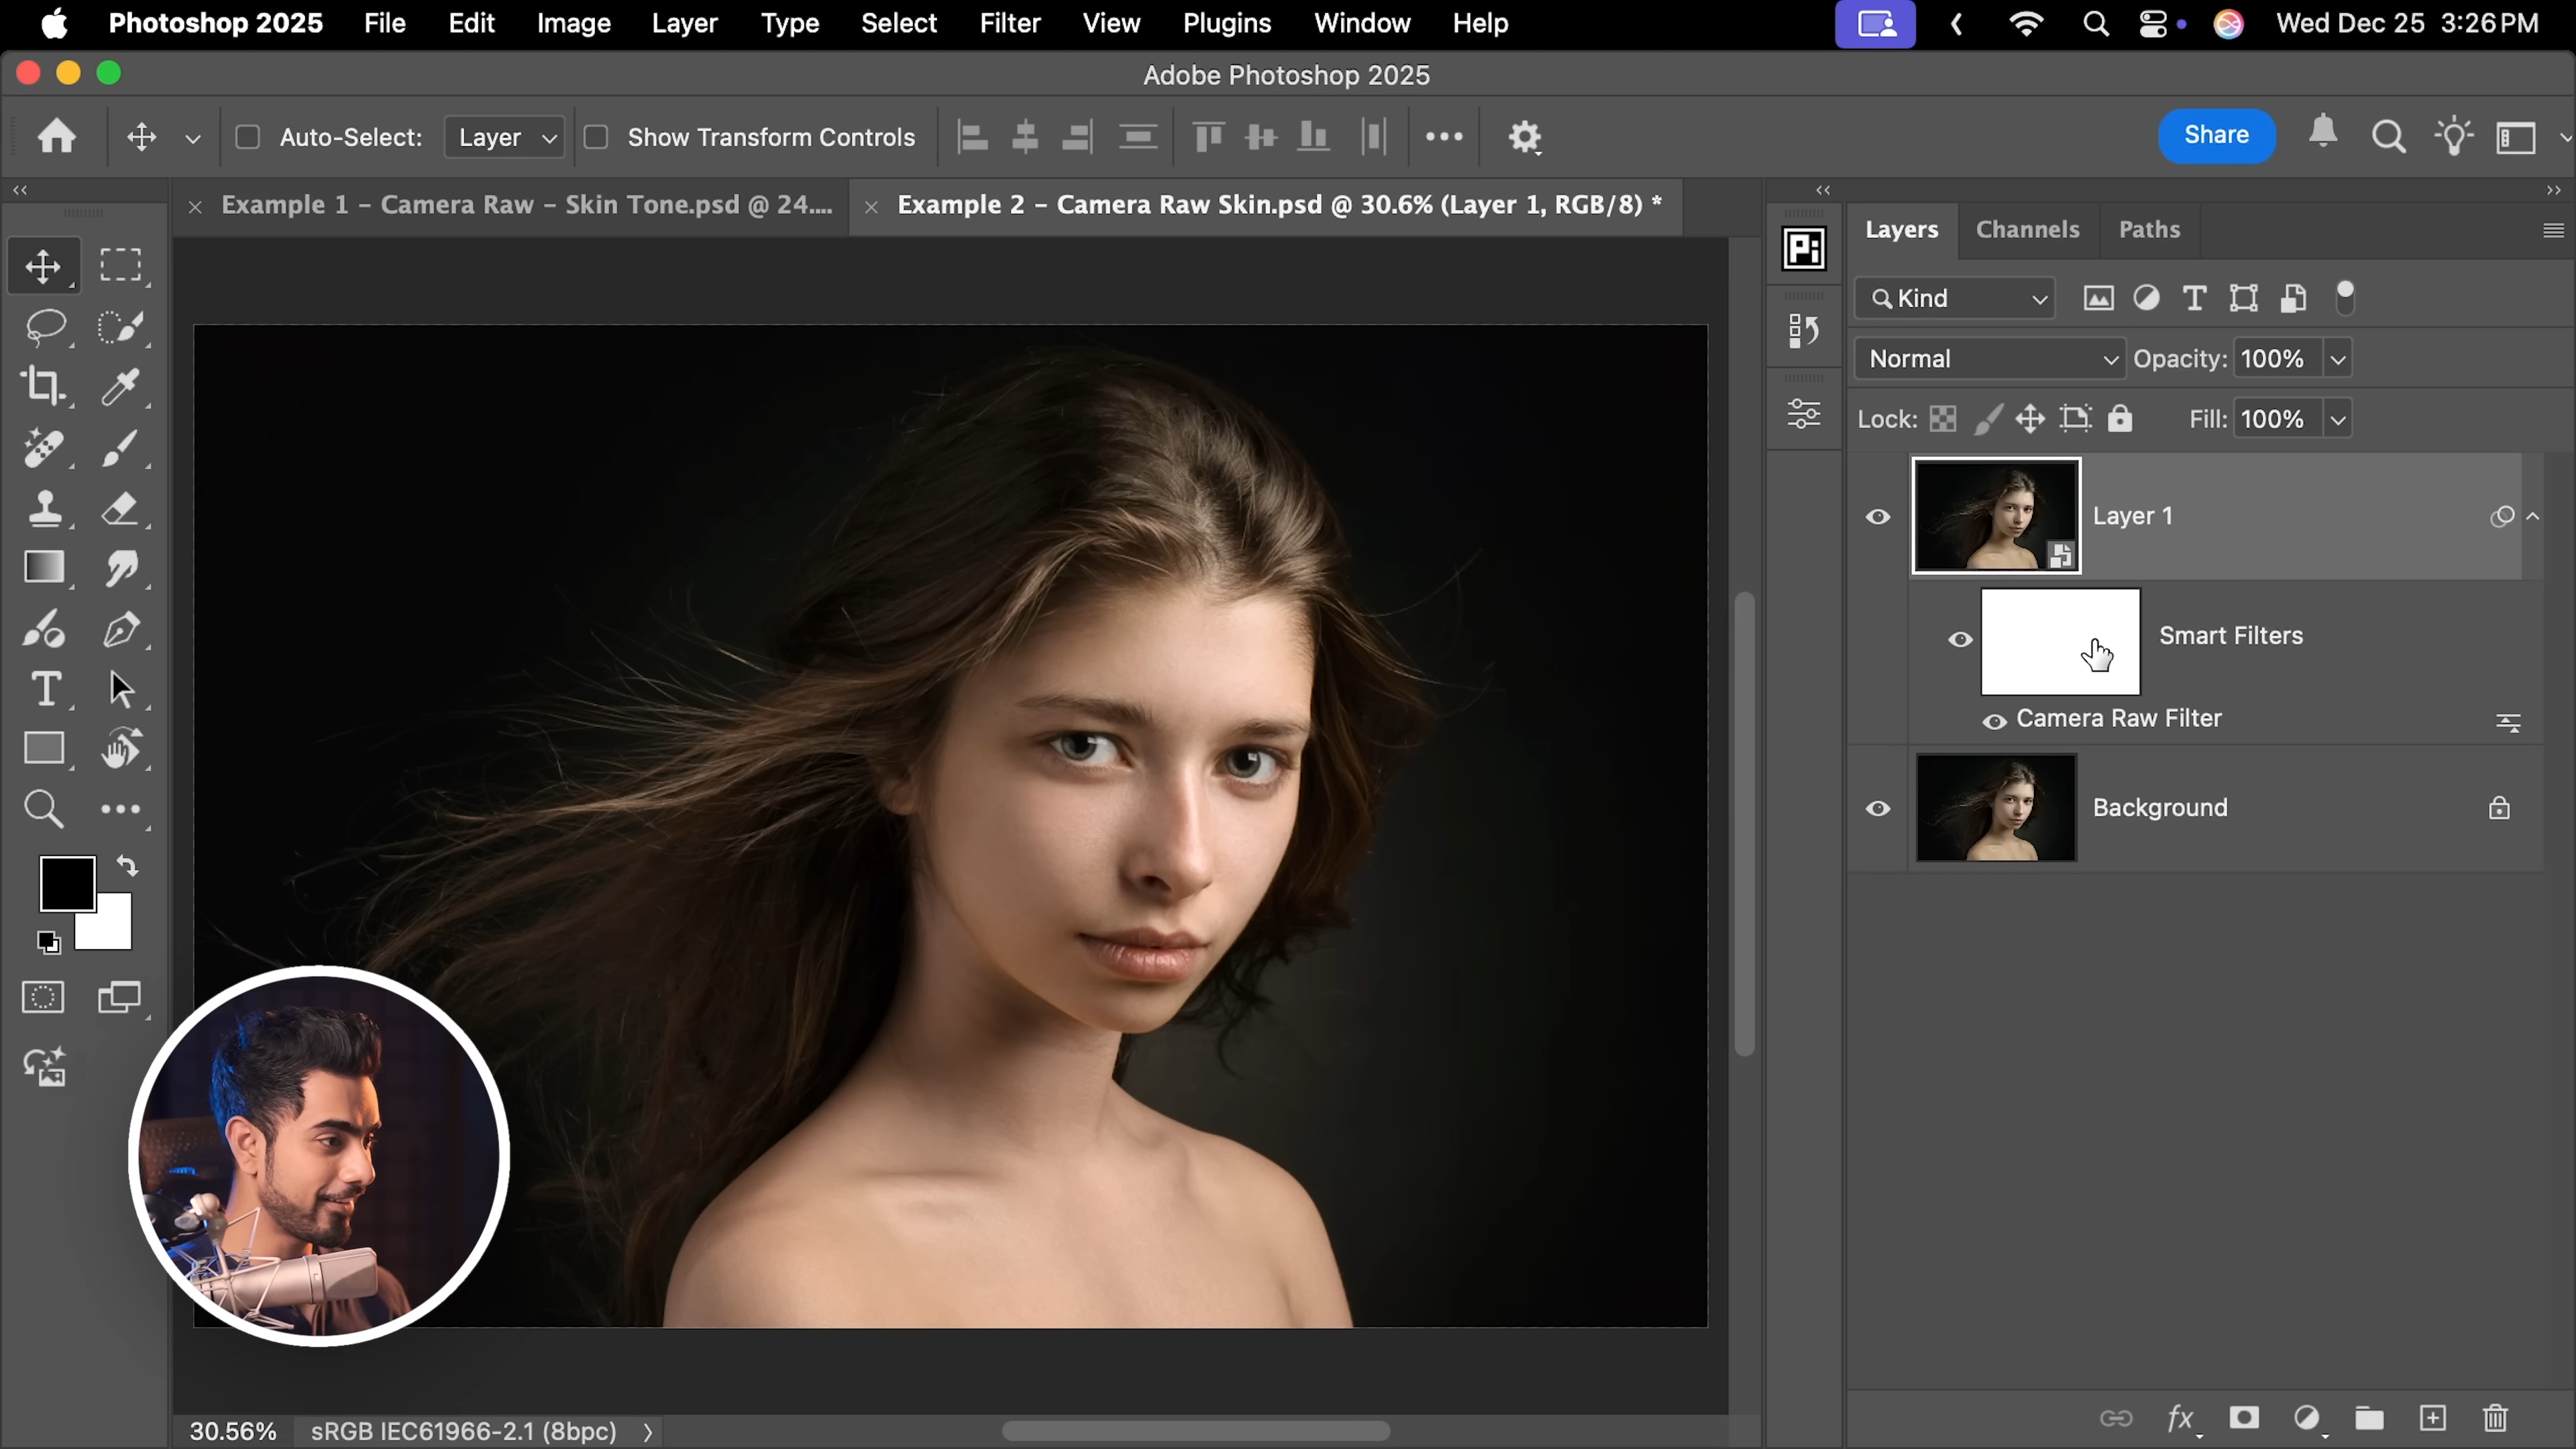 Photoshop 2025 File Edit Image Layer Type Select Filter View Plugins Window Help Wed Dec 25 3:26 PM
Adobe Photoshop 2025
Auto-Select: Layer Show Transform Controls Share
Example 1 – Camera Raw – Skin Tone.psd @ 24.... Example 2 – Camera Raw Skin.psd @ 30.6% (Layer 1, RGB/8) *
Pi
Layers Channels Paths
Kind
Normal Opacity: 100%
Lock: Fill: 100%
Layer 1
Smart Filters
Camera Raw Filter
Background
30.56% sRGB IEC61966-2.1 (8bpc)
fx